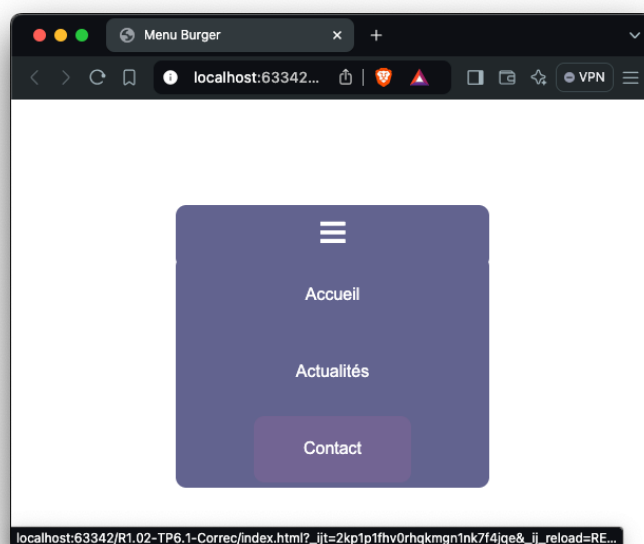 Menu Burger
localhost:63342...
VPN
Accueil
Actualités
Contact
localhost:63342/R1.02-TP6.1-Correc/index.html?_ijt=2kp1p1fhv0rhqkmgn1nk7f4jqe&_ij_reload=RE...